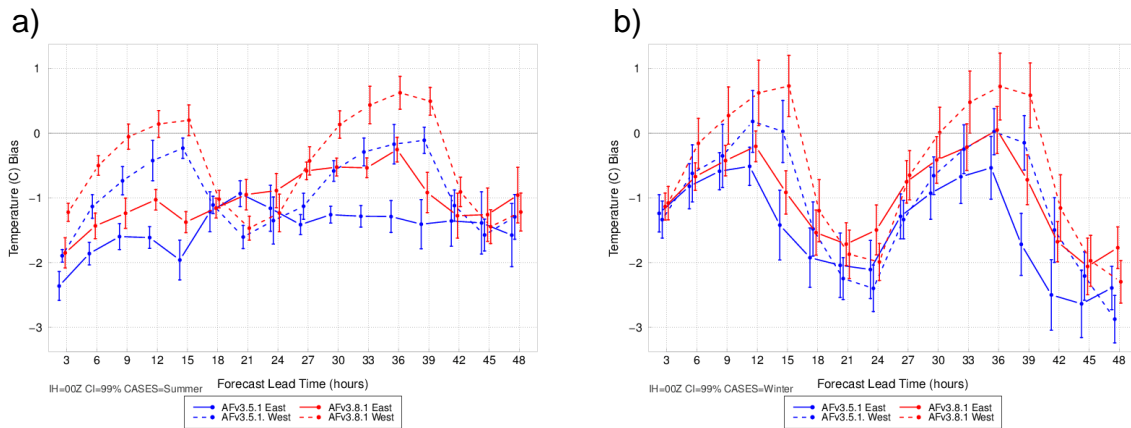 a)
1
0
−1
−2
−3
Temperature (C) Bias
3 6 9 12 15 18 21 24 27 30 33 36 39 42 45 48
Forecast Lead Time (hours)
IH=00Z CI=99% CASES=Summer
AFv3.5.1 East
AFv3.5.1. West
AFv3.8.1 East
AFv3.8.1 West
b)
1
0
−1
−2
−3
Temperature (C) Bias
3 6 9 12 15 18 21 24 27 30 33 36 39 42 45 48
Forecast Lead Time (hours)
IH=00Z CI=99% CASES=Winter
AFv3.5.1 East
AFv3.5.1. West
AFv3.8.1 East
AFv3.8.1 West